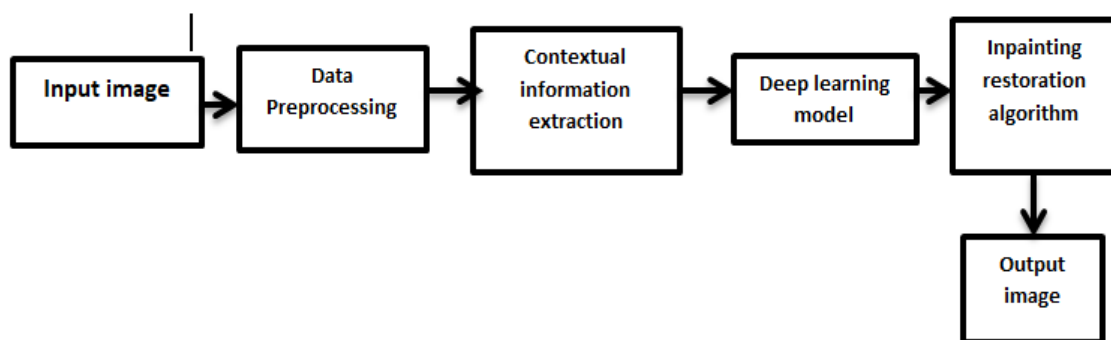 Input image
Data
Preprocessing
Contextual
information
extraction
Deep learning
model
Inpainting
restoration
algorithm
Output
image